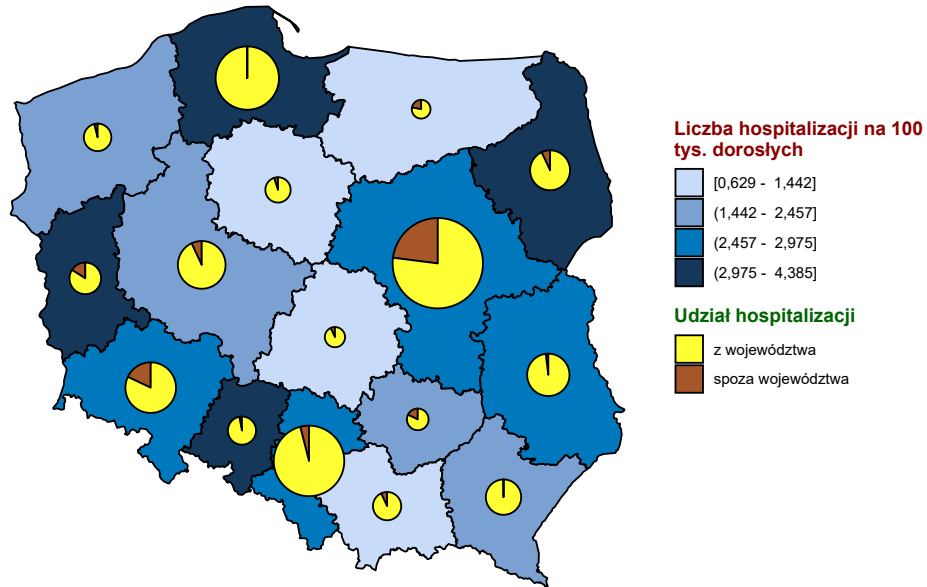 Liczba hospitalizacji na 100
tys. dorosłych
[0,629 - 1,442]
(1,442 - 2,457]
(2,457 - 2,975]
(2,975 - 4,385]
Udział hospitalizacji
z województwa
spoza województwa